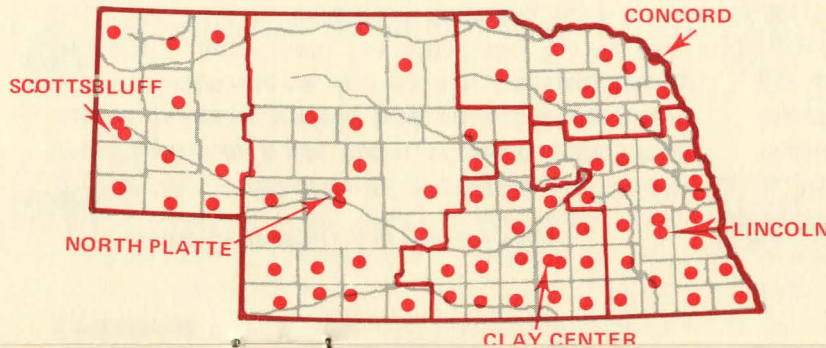 CONCORD
SCOTTSBLUFF
NORTH PLATTE
LINCOLN
CLAY CENTER